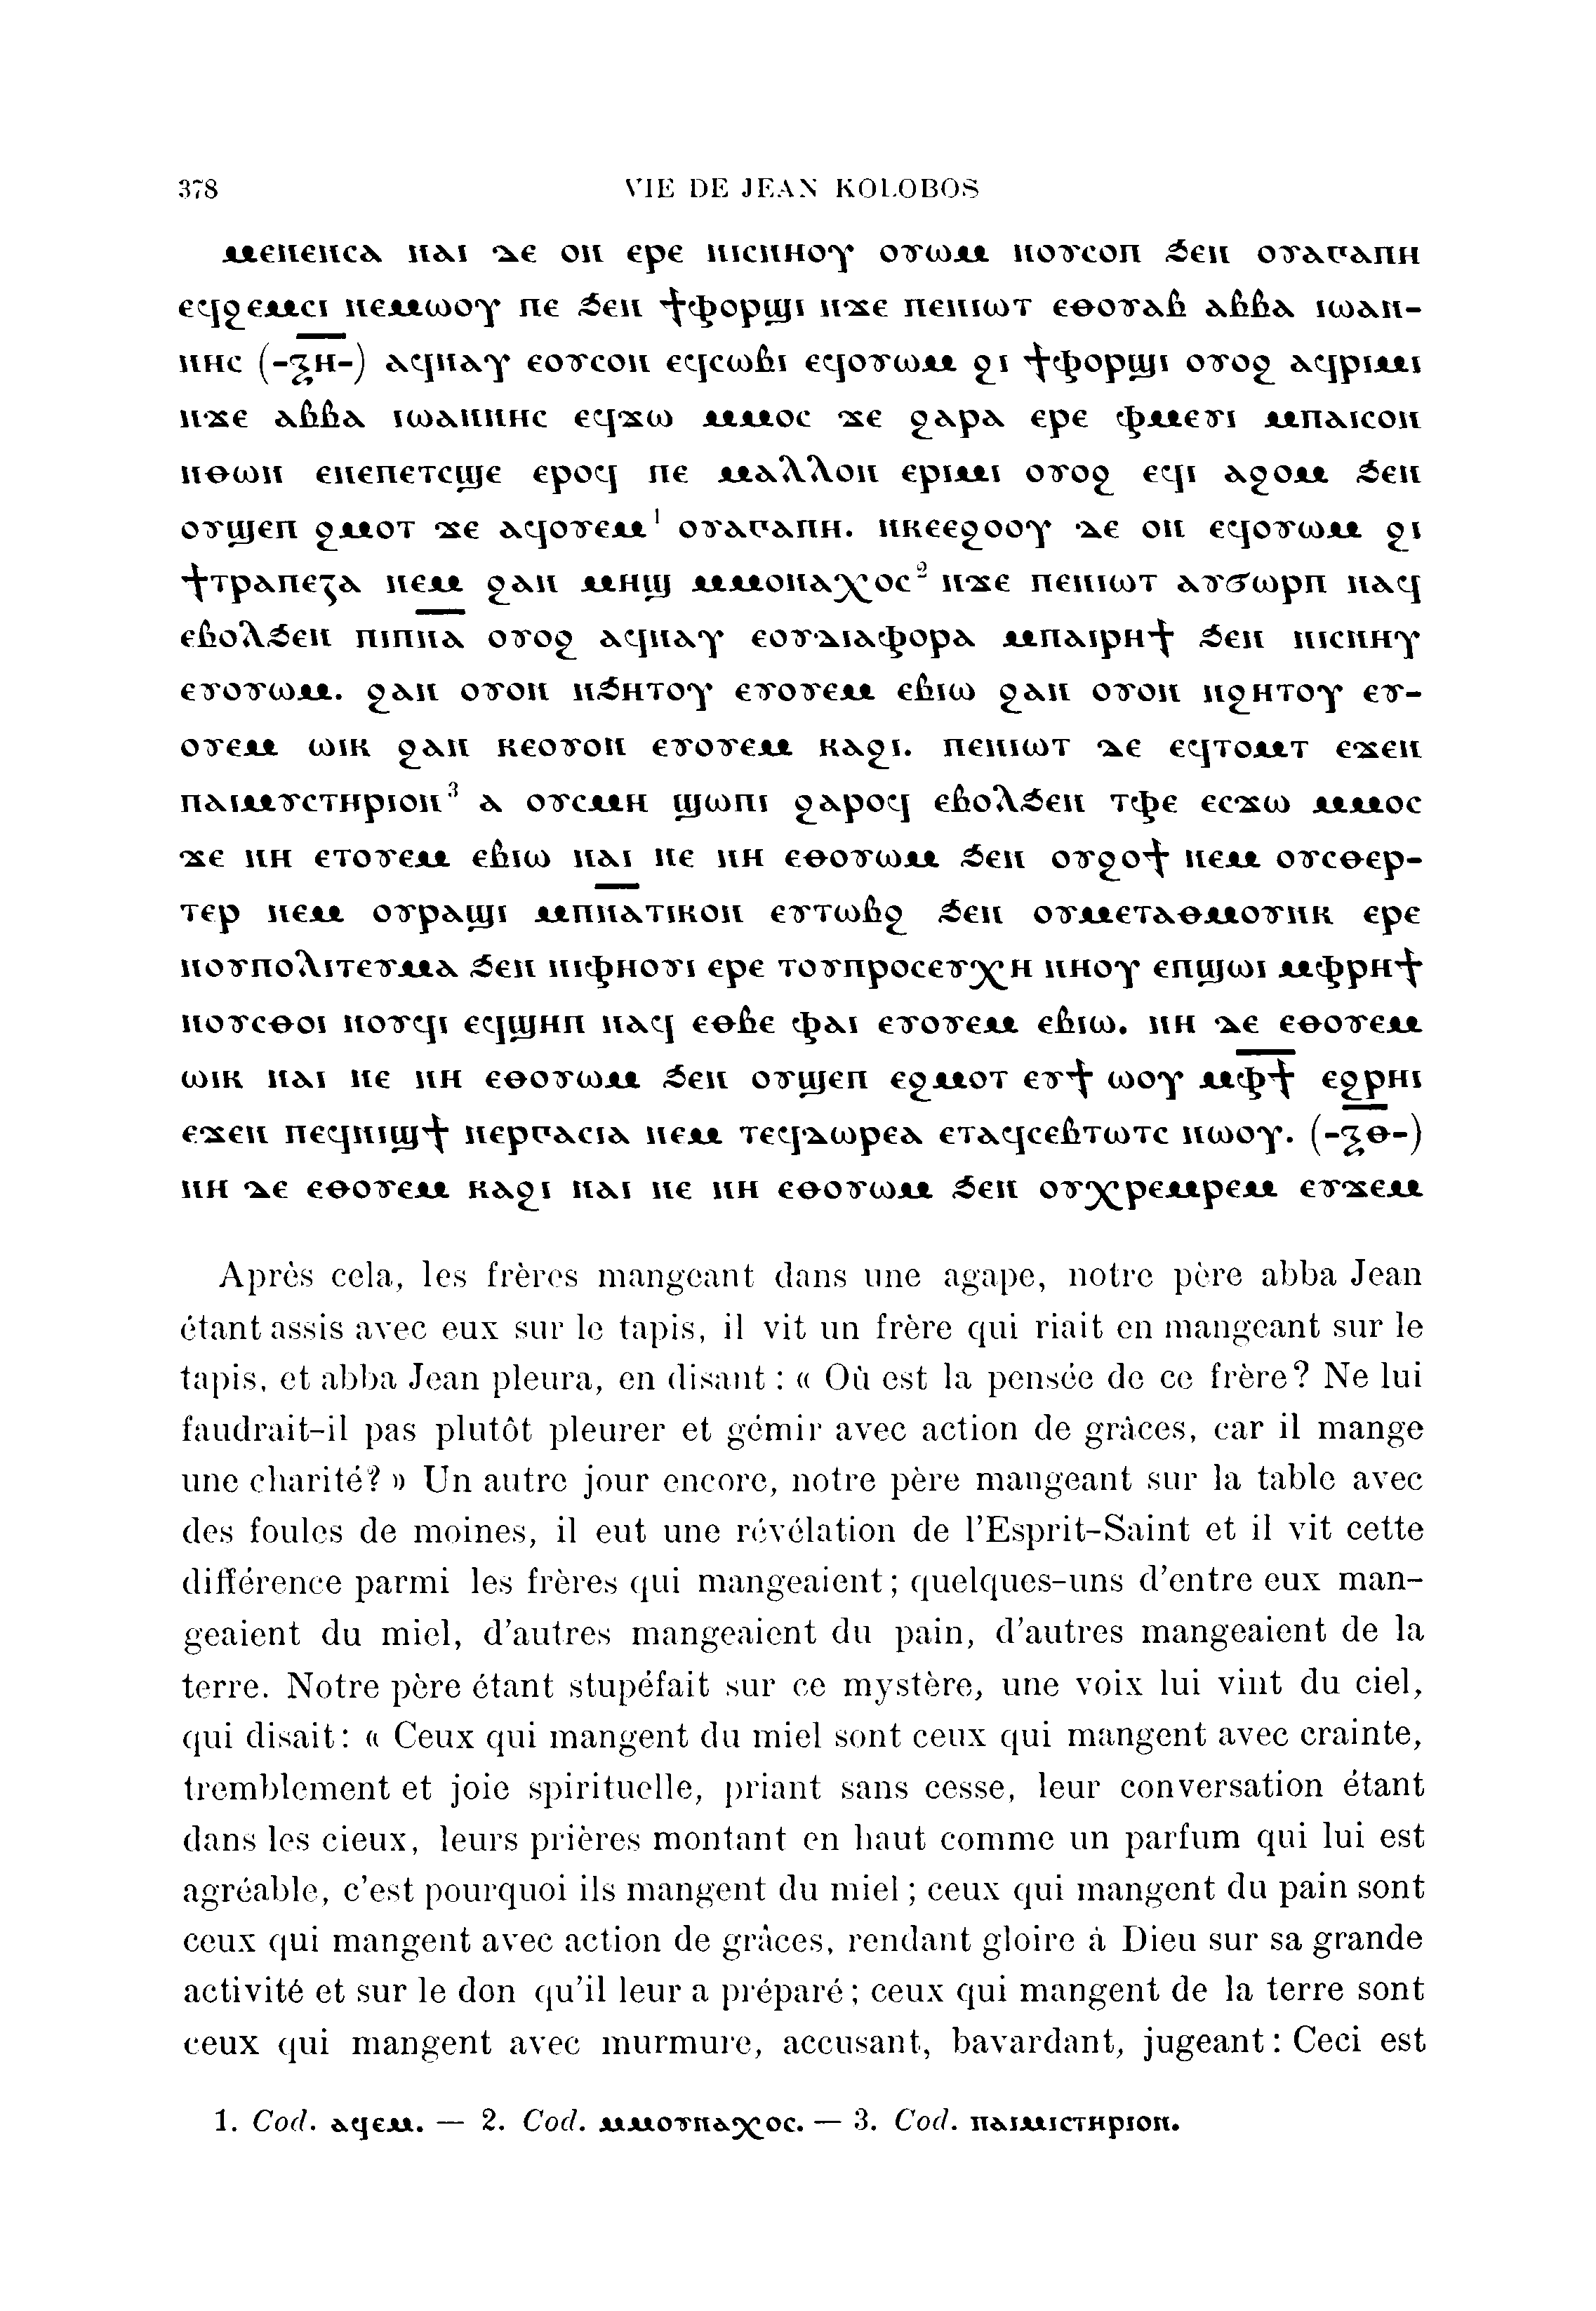 378 VIE DE JEAN KOLOBOS
ⲙⲉⲛⲉⲛⲥⲁ ⲛⲁⲓ ⲇⲉ ⲟⲛ ⲉⲣⲉ ⲛⲓⲥⲛⲏⲟⲩ ⲟⲩⲱⲙ ⲛⲟⲩⲥⲟⲡ ϧⲉⲛ ⲟⲩⲁⲅⲁⲡⲏ
ⲉϥϩⲉⲙⲥⲓ ⲛⲉⲙⲱⲟⲩ ⲡⲉ ϧⲉⲛ ϯⲫⲟⲣϣⲓ ⲛϫⲉ ⲡⲉⲛⲓⲱⲧ ⲉⲑⲟⲩⲁⲃ ⲁⲃⲃⲁ ⲓⲱⲁⲛ-
ⲛⲏⲥ (-ⲝ̅ⲏ̅-) ⲁϥⲛⲁⲩ ⲉⲟⲩⲥⲟⲛ ⲉϥⲥⲱⲃⲓ ⲉϥⲟⲩⲱⲙ ϩⲓ ϯⲫⲟⲣϣⲓ ⲟⲩⲟϩ ⲁϥⲣⲓⲙⲓ
ⲛϫⲉ ⲁⲃⲃⲁ ⲓⲱⲁⲛⲛⲏⲥ ⲉϥϫⲱ ⲙⲙⲟⲥ ϫⲉ ϩⲁⲣⲁ ⲉⲣⲉ ⲫⲙⲉⲩⲓ ⲙⲡⲁⲓⲥⲟⲛ
ⲛⲑⲱⲛ ⲉⲛⲉⲡⲉⲧⲥϣⲉ ⲉⲣⲟϥ ⲡⲉ ⲙⲁⲗⲗⲟⲛ ⲉⲣⲓⲙⲓ ⲟⲩⲟϩ ⲉϥⲓ ⲁϩⲟⲙ ϧⲉⲛ
ⲟⲩϣⲉⲡ ϩⲙⲟⲧ ϫⲉ ⲁϥⲟⲩⲉⲙ¹ ⲟⲩⲁⲅⲁⲡⲏ. ⲛⲕⲉⲉϩⲟⲟⲩ ⲇⲉ ⲟⲛ ⲉϥⲟⲩⲱⲙ ϩⲓ
ϯⲧⲣⲁⲡⲉⲍⲁ ⲛⲉⲙ ϩⲁⲛ ⲙⲏϣ ⲙⲙⲟⲛⲁⲭⲟⲥ² ⲛϫⲉ ⲡⲉⲛⲓⲱⲧ ⲁⲩϭⲱⲣⲡ ⲛⲁϥ
ⲉⲃⲟⲗϧⲉⲛ ⲡⲓⲡ̅ⲛ̅ⲁ̅ ⲟⲩⲟϩ ⲁϥⲛⲁⲩ ⲉⲟⲩⲇⲓⲁⲫⲟⲣⲁ ⲙⲡⲁⲓⲣⲏϯ ϧⲉⲛ ⲛⲓⲥⲛⲏⲩ
ⲉⲩⲟⲩⲱⲙ. ϩⲁⲛ ⲟⲩⲟⲛ ⲛϧⲏⲧⲟⲩ ⲉⲩⲟⲩⲉⲙ ⲉⲃⲓⲱ ϩⲁⲛ ⲟⲩⲟⲛ ⲛϩⲏⲧⲟⲩ ⲉⲩ-
ⲟⲩⲉⲙ ⲱⲓⲕ ϩⲁⲛ ⲕⲉⲟⲩⲟⲛ ⲉⲩⲟⲩⲉⲙ ⲕⲁϩⲓ. ⲡⲉⲛⲓⲱⲧ ⲇⲉ ⲉϥⲧⲟⲙⲧ ⲉϫⲉⲛ
ⲡⲁⲓⲙⲩⲥⲧⲏⲣⲓⲟⲛ³ ⲁ ⲟⲩⲥⲙⲏ ϣⲱⲡⲓ ϩⲁⲣⲟϥ ⲉⲃⲟⲗϧⲉⲛ ⲧⲫⲉ ⲉⲥϫⲱ ⲙⲙⲟⲥ
ϫⲉ ⲛⲏ ⲉⲧⲟⲩⲉⲙ ⲉⲃⲓⲱ ⲛⲁⲓ ⲛⲉ ⲛⲏ ⲉⲑⲟⲩⲱⲙ ϧⲉⲛ ⲟⲩϩⲟϯ ⲛⲉⲙ ⲟⲩⲥⲑⲉⲣ-
ⲧⲉⲣ ⲛⲉⲙ ⲟⲩⲣⲁϣⲓ ⲙⲡ̅ⲛ̅ⲁ̅ⲧⲓⲕⲟⲛ ⲉⲩⲧⲱⲃϩ ϧⲉⲛ ⲟⲩⲙⲉⲧⲁⲑⲙⲟⲩⲛⲕ ⲉⲣⲉ
ⲛⲟⲩⲡⲟⲗⲓⲧⲉⲩⲙⲁ ϧⲉⲛ ⲛⲓⲫⲏⲟⲩⲓ ⲉⲣⲉ ⲧⲟⲩⲡⲣⲟⲥⲉⲩⲭⲏ ⲛⲏⲟⲩ ⲉⲡϣⲱⲓ ⲙⲫⲣⲏϯ
ⲛⲟⲩⲥⲑⲟⲓ ⲛⲟⲩϥⲓ ⲉϥϣⲏⲡ ⲛⲁϥ ⲉⲑⲃⲉ ⲫⲁⲓ ⲉⲩⲟⲩⲉⲙ ⲉⲃⲓⲱ. ⲛⲏ ⲇⲉ ⲉⲑⲟⲩⲉⲙ
ⲱⲓⲕ ⲛⲁⲓ ⲛⲉ ⲛⲏ ⲉⲑⲟⲩⲱⲙ ϧⲉⲛ ⲟⲩϣⲉⲡ ⲉϩⲙⲟⲧ ⲉⲩϯ ⲱⲟⲩ ⲙⲫ̅ϯ̅ ⲉϩⲣⲏⲓ
ⲉϫⲉⲛ ⲡⲉϥⲛⲓϣϯ ⲛⲉⲣⲅⲁⲥⲓⲁ ⲛⲉⲙ ⲧⲉϥⲇⲱⲣⲉⲁ ⲉⲧⲁϥⲥⲉⲃⲧⲱⲧⲥ ⲛⲱⲟⲩ. (-ⲝ̅ⲑ̅-)
ⲛⲏ ⲇⲉ ⲉⲑⲟⲩⲉⲙ ⲕⲁϩⲓ ⲛⲁⲓ ⲛⲉ ⲛⲏ ⲉⲑⲟⲩⲱⲙ ϧⲉⲛ ⲟⲩⲭⲣⲉⲙⲣⲉⲙ ⲉⲩϫⲉⲙ
Après cela, les frères mangeant dans une agape, notre père abba Jean
étant assis avec eux sur le tapis, il vit un frère qui riait en mangeant sur le
tapis, et abba Jean pleura, en disant : « Où est la pensée de ce frère? Ne lui
faudrait-il pas plutôt pleurer et gémir avec action de grâces, car il mange
une charité? » Un autre jour encore, notre père mangeant sur la table avec
des foules de moines, il eut une révélation de l'Esprit-Saint et il vit cette
différence parmi les frères qui mangeaient; quelques-uns d'entre eux man-
geaient du miel, d'autres mangeaient du pain, d'autres mangeaient de la
terre. Notre père étant stupéfait sur ce mystère, une voix lui vint du ciel,
qui disait: « Ceux qui mangent du miel sont ceux qui mangent avec crainte,
tremblement et joie spirituelle, priant sans cesse, leur conversation étant
dans les cieux, leurs prières montant en haut comme un parfum qui lui est
agréable, c'est pourquoi ils mangent du miel ; ceux qui mangent du pain sont
ceux qui mangent avec action de grâces, rendant gloire à Dieu sur sa grande
activité et sur le don qu'il leur a préparé ; ceux qui mangent de la terre sont
ceux qui mangent avec murmure, accusant, bavardant, jugeant : Ceci est
1. Cod. ⲁϥⲉⲙ. — 2. Cod. ⲙⲙⲟⲩⲛⲁⲭⲟⲥ. — 3. Cod. ⲡⲁⲓⲙⲓⲥⲧⲏⲣⲓⲟⲛ.